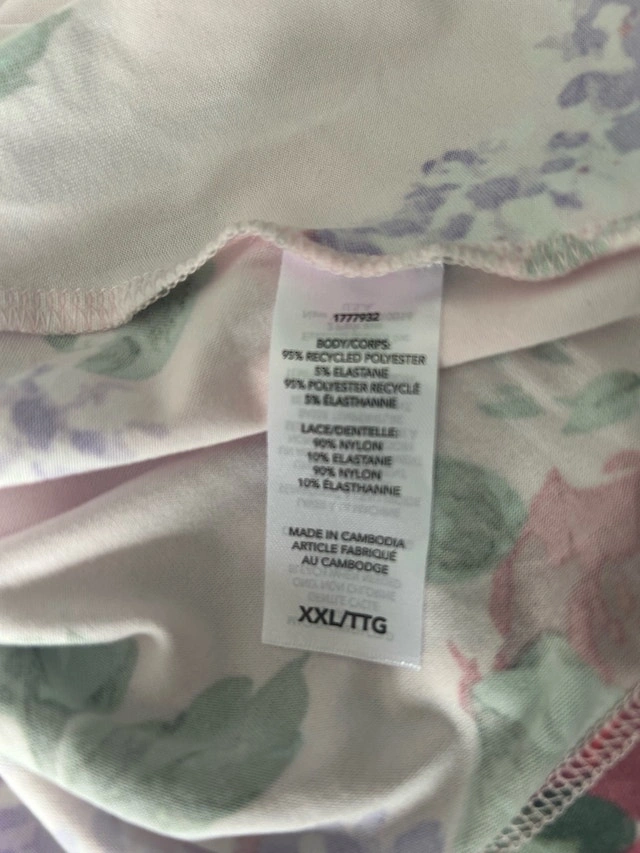 1777932
BODY/CORPS:
95% RECYCLED POLYESTER
5% ELASTANE
95% POLYESTER RECYCLÉ
5% ÉLASTHANNE
LACE/DENTELLE:
90% NYLON
10% ELASTANE
90% NYLON
10% ÉLASTHANNE
MADE IN CAMBODIA
ARTICLE FABRIQUÉ
AU CAMBODGE
XXL/TTG